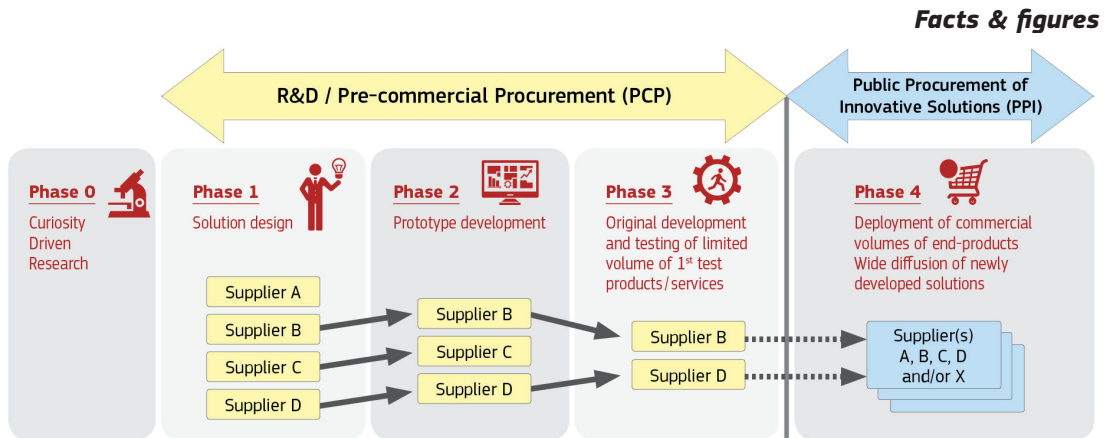 Facts & figures
R&D / Pre-commercial Procurement (PCP)
Public Procurement of
Innovative Solutions (PPI)
Phase 0
Curiosity
Driven
Research
Phase 1
Solution design
Supplier A
Supplier B
Supplier C
Supplier D
Phase 2
Prototype development
Supplier B
Supplier C
Supplier D
Phase 3
Original development
and testing of limited
volume of 1st test
products/services
Supplier B
Supplier D
Phase 4
Deployment of commercial
volumes of end-products
Wide diffusion of newly
developed solutions
Supplier(s)
A, B, C, D
and/or X